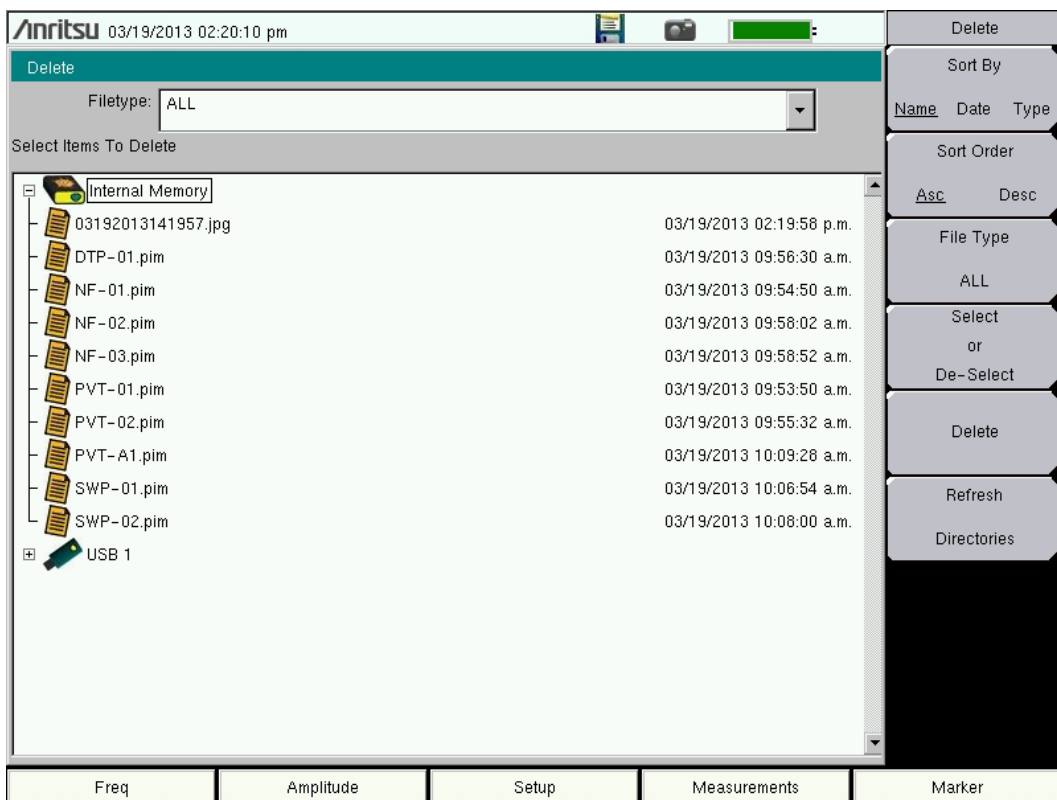 Anritsu 03/19/2013 02:20:10 pm
Delete
Filetype: ALL
Select Items To Delete
Internal Memory
03192013141957.jpg 03/19/2013 02:19:58 p.m.
DTP-01.pim 03/19/2013 09:56:30 a.m.
NF-01.pim 03/19/2013 09:54:50 a.m.
NF-02.pim 03/19/2013 09:58:02 a.m.
NF-03.pim 03/19/2013 09:58:52 a.m.
PVT-01.pim 03/19/2013 09:53:50 a.m.
PVT-02.pim 03/19/2013 09:55:32 a.m.
PVT-A1.pim 03/19/2013 10:09:28 a.m.
SWP-01.pim 03/19/2013 10:06:54 a.m.
SWP-02.pim 03/19/2013 10:08:00 a.m.
USB 1
Delete
Sort By
Name Date Type
Sort Order
Asc Desc
File Type
ALL
Select
or
De-Select
Delete
Refresh
Directories
Freq Amplitude Setup Measurements Marker